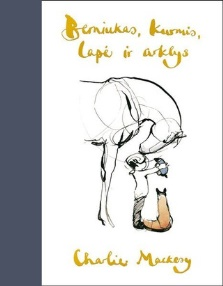 Berniukas, kurmis,
lapė ir arklys
Charlie Mackesy